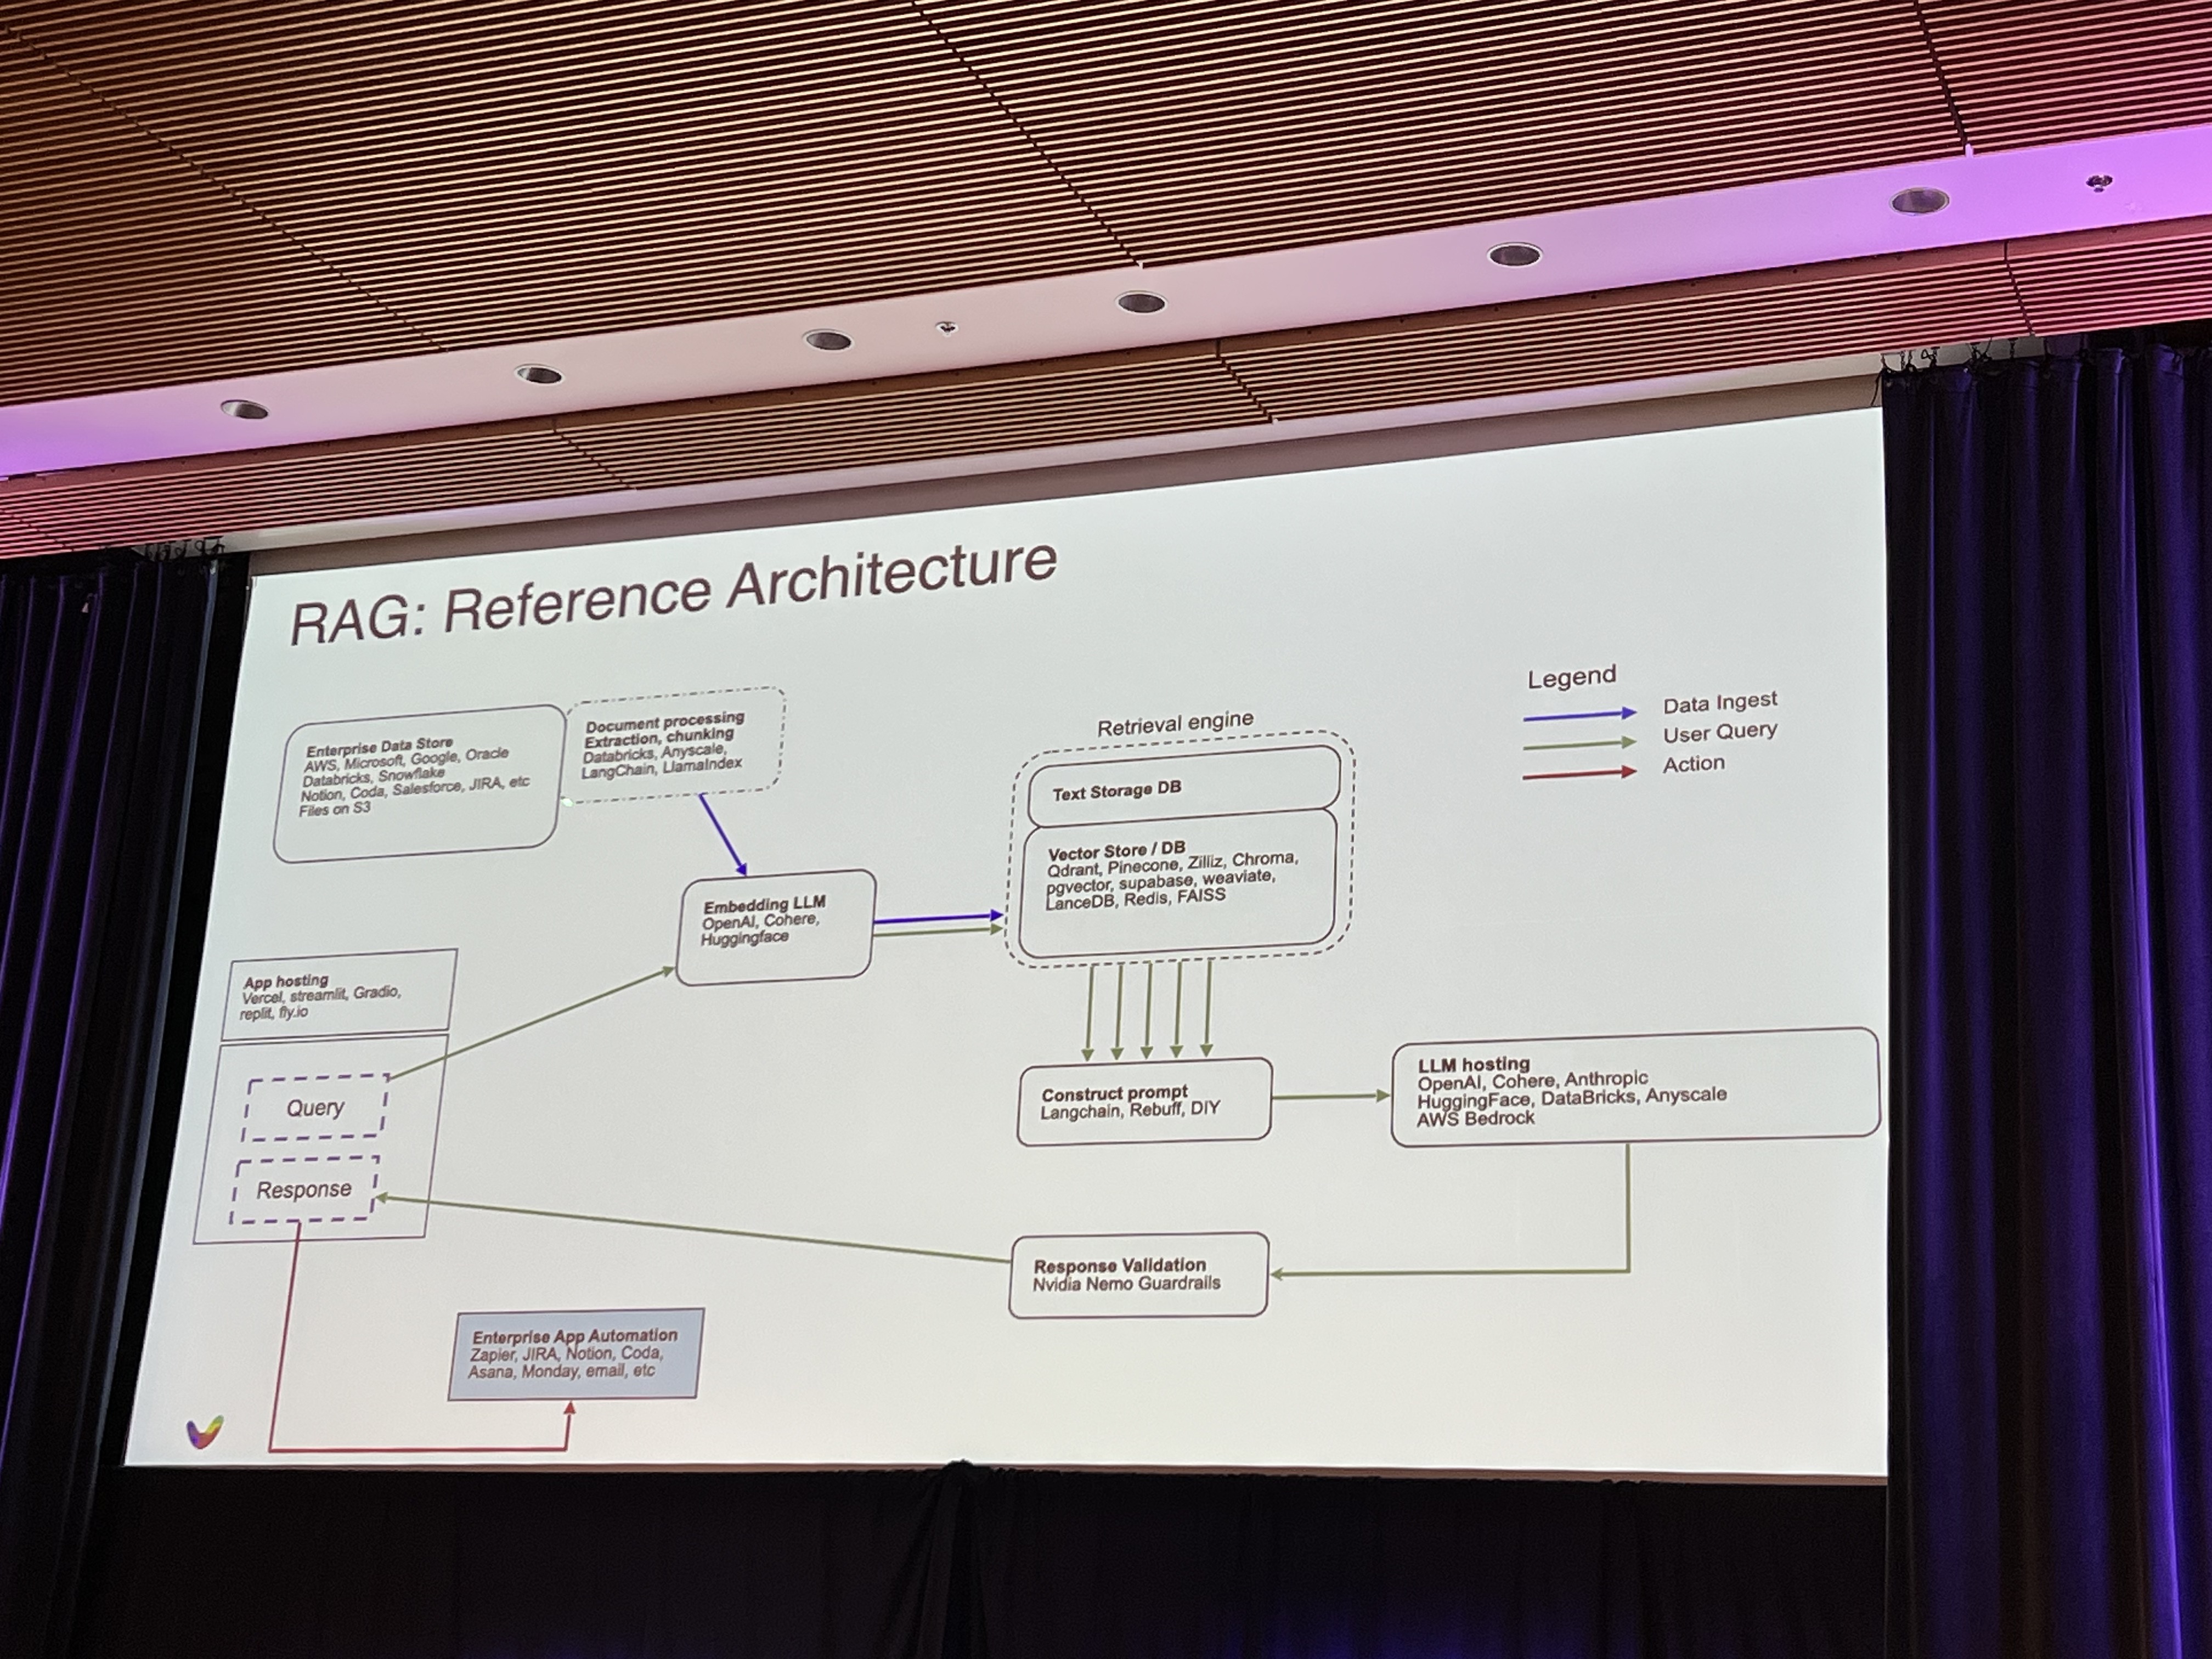 RAG: Reference Architecture
Legend
Data Ingest
User Query
Action
Enterprise Data Store
AWS, Microsoft, Google, Oracle
Databricks, Snowflake
Notion, Coda, Salesforce, JIRA, etc
Files on S3
Document processing
Extraction, chunking
Databricks, Anyscale,
LangChain, LlamaIndex
Retrieval engine
Text Storage DB
Vector Store / DB
Qdrant, Pinecone, Zilliz, Chroma,
pgvector, supabase, weaviate,
LanceDB, Redis, FAISS
Embedding LLM
OpenAI, Cohere,
Huggingface
App hosting
Vercel, streamlit, Gradio,
replit, fly.io
Query
Response
Construct prompt
Langchain, Rebuff, DIY
LLM hosting
OpenAI, Cohere, Anthropic
HuggingFace, DataBricks, Anyscale
AWS Bedrock
Response Validation
Nvidia Nemo Guardrails
Enterprise App Automation
Zapier, JIRA, Notion, Coda,
Asana, Monday, email, etc